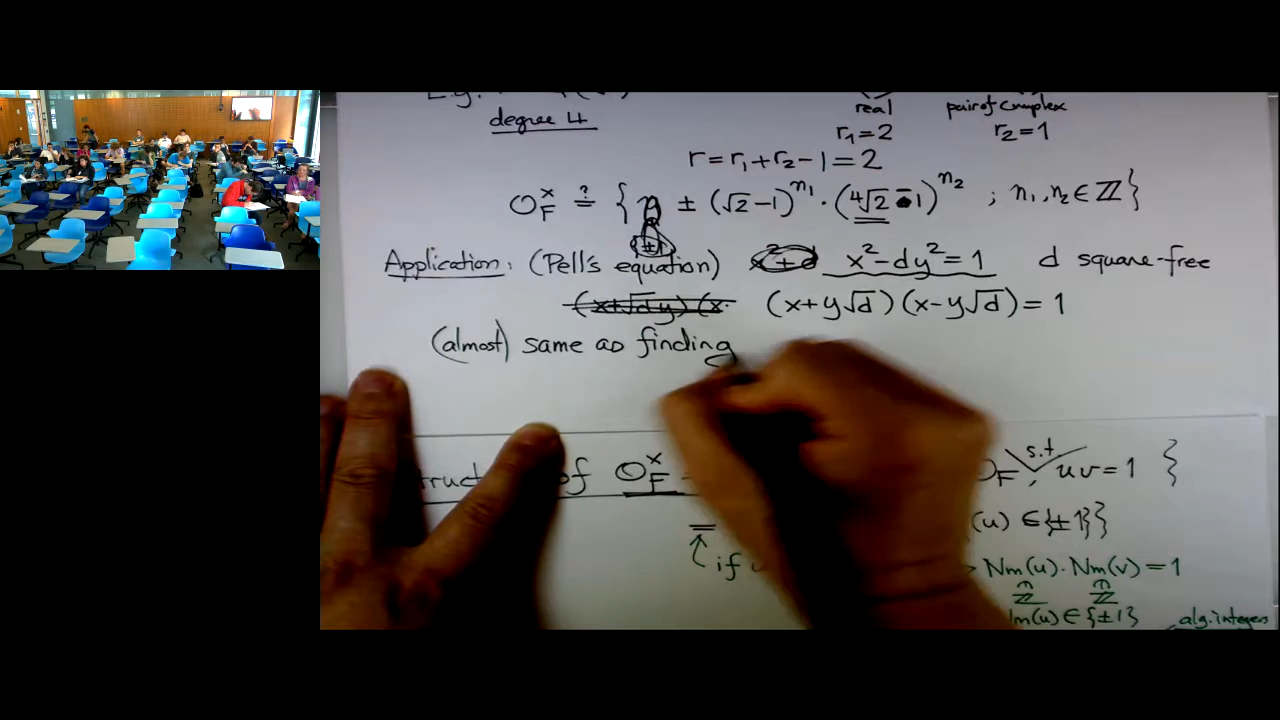 degree 4
real
pair of complex
r₁=2
r₂=1
r=r₁+r₂-1=2
O_F^× ?= { ± (√2-1)^n₁ · (⁴√2 -1)^n₂ ; n₁,n₂∈ℤ}
Application: (Pell's equation) x²-dy²=1 d square-free
(x+y√d)(x-y√d)=1
(almost) same as finding
of O_F^×
s.t
uv=1 }
=
(u) ∈{±1}}
if
Nm(u).Nm(v)=1
ℤ ℤ
Nm(u)∈{±1}
alg.integers